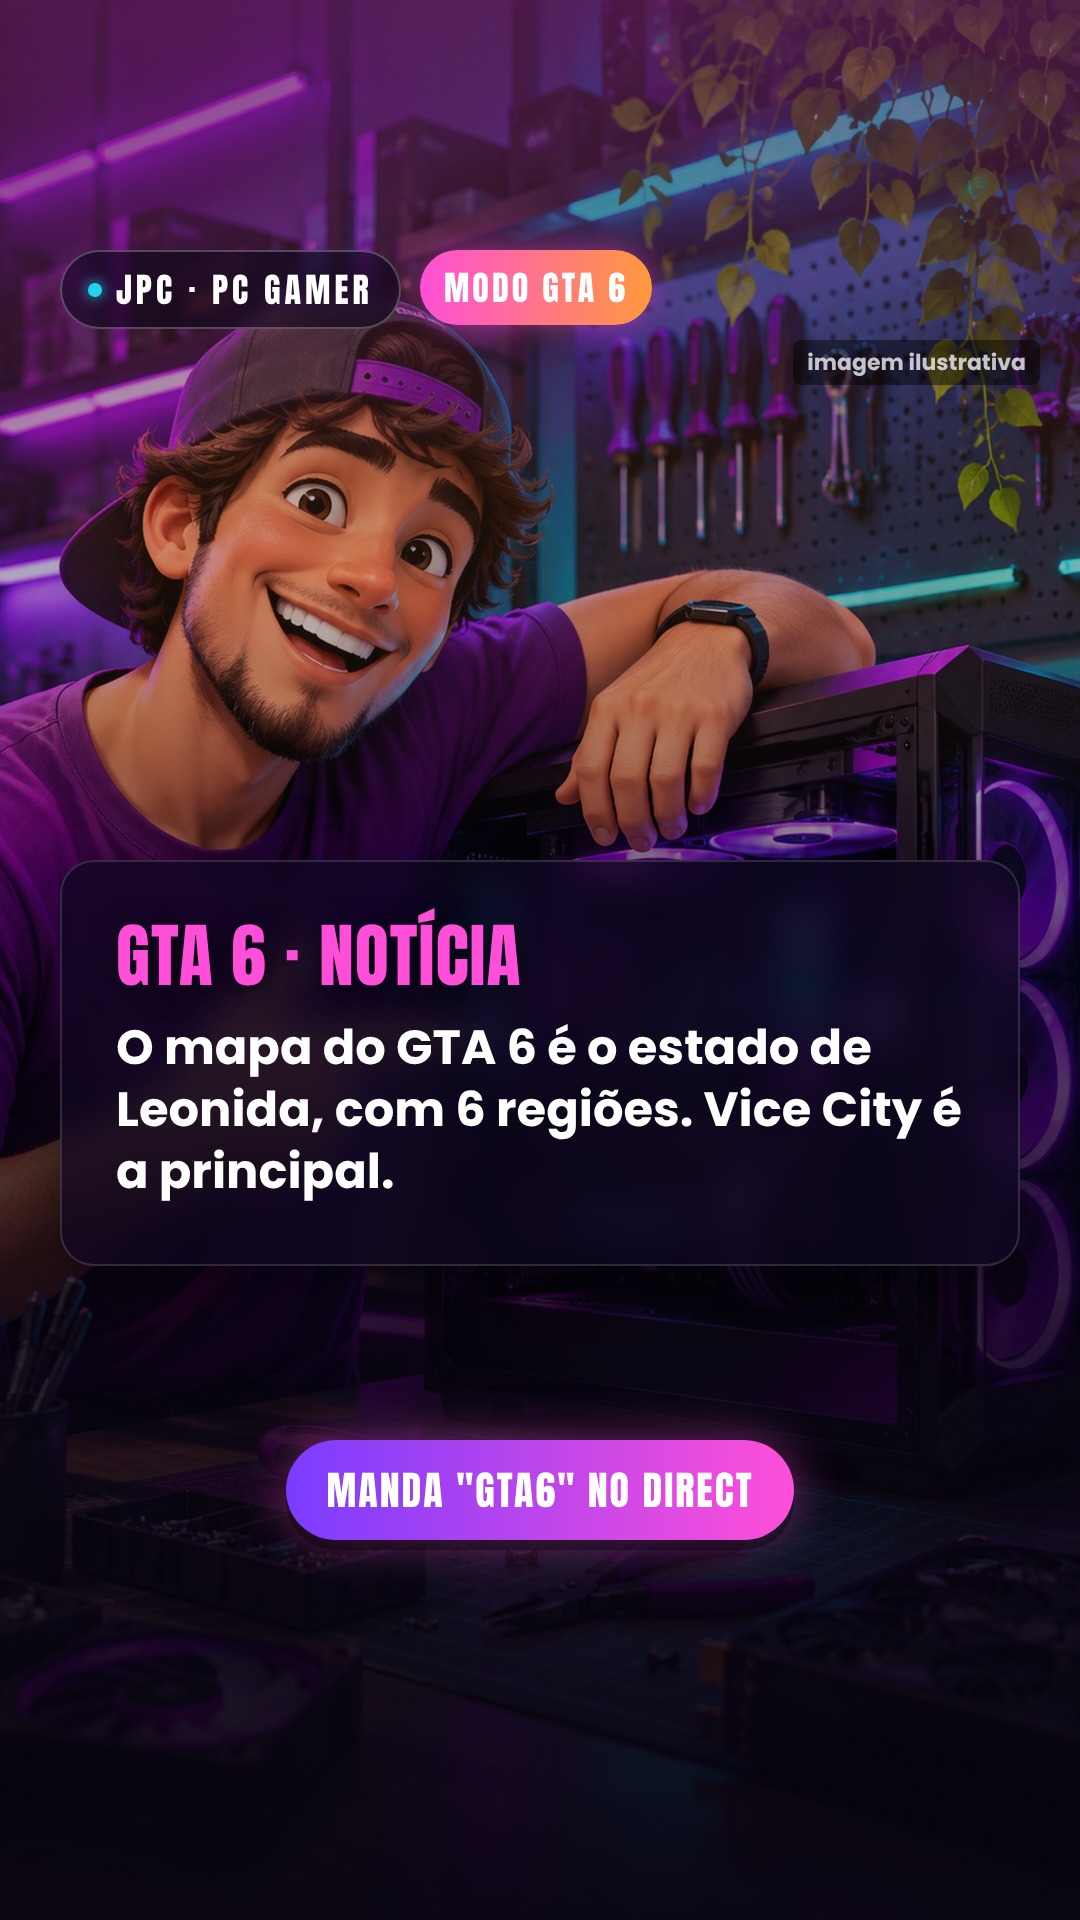 JPC · PC GAMER
MODO GTA 6
imagem ilustrativa
GTA 6 · NOTÍCIA
O mapa do GTA 6 é o estado de
Leonida, com 6 regiões. Vice City é
a principal.
MANDA "GTA6" NO DIRECT